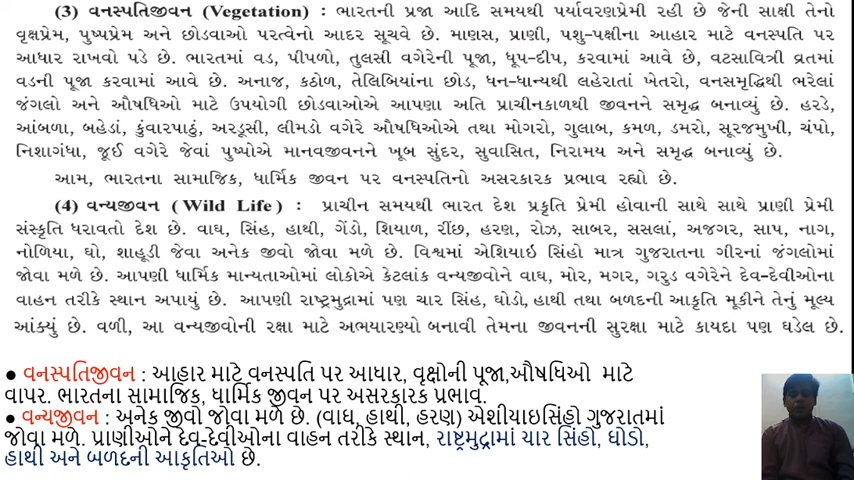 (3) વનસ્પતિજીવન (Vegetation) : ભારતની પ્રજા આદિ સમયથી પર્યાવરણપ્રેમી રહી છે જેની સાક્ષી તેનો
વૃક્ષપ્રેમ, પુષ્પપ્રેમ અને છોડવાઓ પરત્વેનો આદર સૂચવે છે. માણસ, પ્રાણી, પશુ-પક્ષીના આહાર માટે વનસ્પતિ પર
આધાર રાખવો પડે છે. ભારતમાં વડ, પીપળો, તુલસી વગેરેની પૂજા, ધૂપ-દીપ, કરવામાં આવે છે, વટસાવિત્રી વ્રતમાં
વડની પૂજા કરવામાં આવે છે. અનાજ, કઠોળ, તેલિબિયાંના છોડ, ધન-ધાન્યથી લહેરાતાં ખેતરો, વનસમૃદ્ધિથી ભરેલાં
જંગલો અને ઔષધિઓ માટે ઉપયોગી છોડવાઓએ આપણા અતિ પ્રાચીનકાળથી જીવનને સમૃદ્ધ બનાવ્યું છે. હરડે,
આંબળા, બહેડાં, કુંવારપાઠું, અરડૂસી, લીમડો વગેરે ઔષધિઓએ તથા મોગરો, ગુલાબ, કમળ, ડમરો, સૂરજમુખી, ચંપો,
નિશાગંધા, જૂઈ વગેરે જેવાં પુષ્પોએ માનવજીવનને ખૂબ સુંદર, સુવાસિત, નિરામય અને સમૃદ્ધ બનાવ્યું છે.
આમ, ભારતના સામાજિક, ધાર્મિક જીવન પર વનસ્પતિનો અસરકારક પ્રભાવ રહ્યો છે.
(4) વન્યજીવન (Wild Life) : પ્રાચીન સમયથી ભારત દેશ પ્રકૃતિ પ્રેમી હોવાની સાથે સાથે પ્રાણી પ્રેમી
સંસ્કૃતિ ધરાવતો દેશ છે. વાઘ, સિંહ, હાથી, ગેંડો, શિયાળ, રીંછ, હરણ, રોઝ, સાબર, સસલાં, અજગર, સાપ, નાગ,
નોળિયા, ઘો, શાહૂડી જેવા અનેક જીવો જોવા મળે છે. વિશ્વમાં એશિયાઇ સિંહો માત્ર ગુજરાતના ગીરનાં જંગલોમાં
જોવા મળે છે. આપણી ધાર્મિક માન્યતાઓમાં લોકોએ કેટલાંક વન્યજીવોને વાઘ, મોર, મગર, ગરુડ વગેરેને દેવ-દેવીઓના
વાહન તરીકે સ્થાન અપાયું છે. આપણી રાષ્ટ્રમુદ્રામાં પણ ચાર સિંહ, ઘોડો, હાથી તથા બળદની આકૃતિ મૂકીને તેનું મૂલ્ય
આંક્યું છે. વળી, આ વન્યજીવોની રક્ષા માટે અભયારણ્યો બનાવી તેમના જીવનની સુરક્ષા માટે કાયદા પણ ઘડેલ છે.
● વનસ્પતિજીવન : આહાર માટે વનસ્પતિ પર આધાર, વૃક્ષોની પૂજા,ઔષધિઓ માટે
વાપર. ભારતના સામાજિક, ધાર્મિક જીવન પર અસરકારક પ્રભાવ.
● વન્યજીવન : અનેક જીવો જોવા મળે છે. (વાઘ, હાથી, હરણ) એશીયાઇસિંહો ગુજરાતમાં
જોવા મળે. પ્રાણીઓને દેવ-દેવીઓના વાહન તરીકે સ્થાન, રાષ્ટ્રમુદ્રામાં ચાર સિંહો, ઘોડો,
હાથી અને બળદની આકૃતિઓ છે.